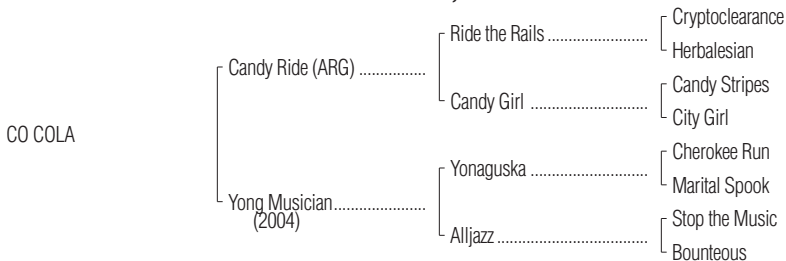 Cryptoclearance
Ride the Rails ........................
Herbalesian
Candy Ride (ARG) ................
Candy Stripes
Candy Girl ............................
City Girl
CO COLA
Cherokee Run
Yonaguska ............................
Marital Spook
Yong Musician......................
(2004)
Stop the Music
Alljazz ....................................
Bounteous